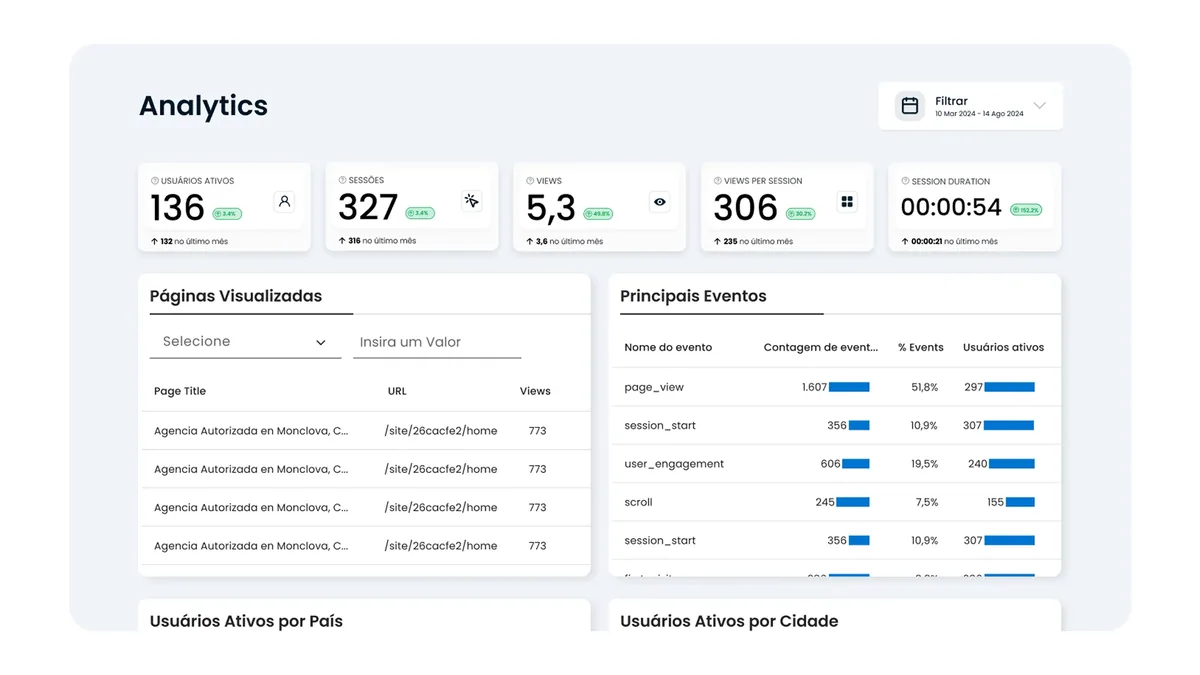 Analytics
Filtrar
10 Mar 2024 - 14 Ago 2024
USUÁRIOS ATIVOS
136 3.4%
↑ 132 no último mês
SESSÕES
327 3.4%
↑ 316 no último mês
VIEWS
5,3 49.8%
↑ 3,6 no último mês
VIEWS PER SESSION
306 30.2%
↑ 235 no último mês
SESSION DURATION
00:00:54 152.2%
↑ 00:00:21 no último mês
Páginas Visualizadas
Selecione Insira um Valor
Page Title URL Views
Agencia Autorizada en Monclova, C... /site/26cacfe2/home 773
Agencia Autorizada en Monclova, C... /site/26cacfe2/home 773
Agencia Autorizada en Monclova, C... /site/26cacfe2/home 773
Agencia Autorizada en Monclova, C... /site/26cacfe2/home 773
Principais Eventos
Nome do evento Contagem de event... % Events Usuários ativos
page_view 1.607 51,8% 297
session_start 356 10,9% 307
user_engagement 606 19,5% 240
scroll 245 7,5% 155
session_start 356 10,9% 307
Usuários Ativos por País
Usuários Ativos por Cidade